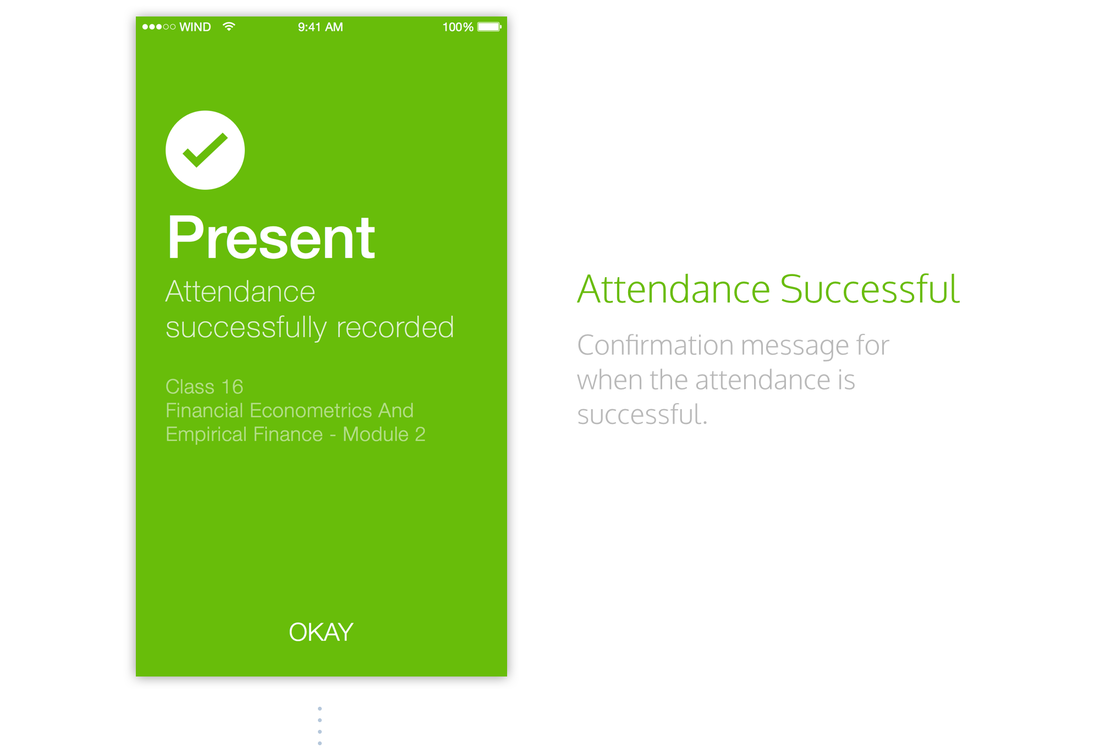 WIND 9:41 AM 100%
Present
Attendance
successfully recorded
Class 16
Financial Econometrics And
Empirical Finance - Module 2
OKAY
Attendance Successful
Confirmation message for
when the attendance is
successful.